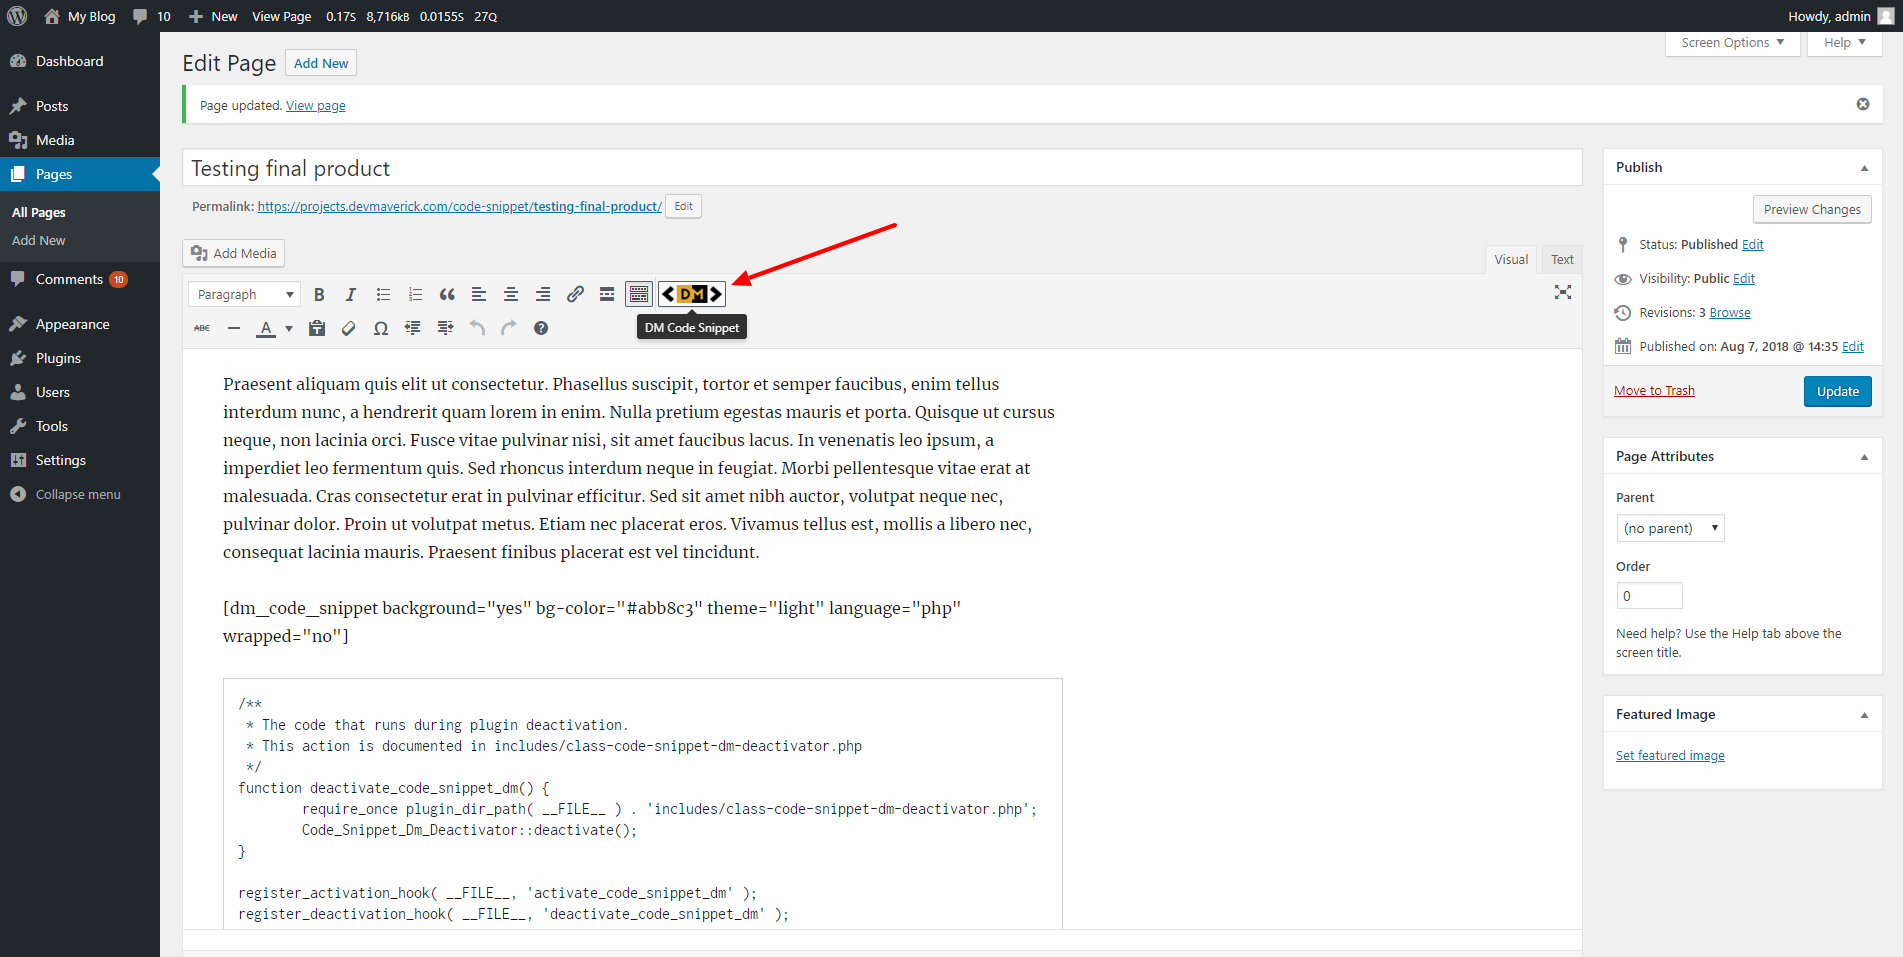 My Blog 10 New View Page 0.17S 8,716KB 0.0155S 27Q Howdy, admin
Dashboard
Posts
Media
Pages
All Pages
Add New
Comments 10
Appearance
Plugins
Users
Tools
Settings
Collapse menu
Screen Options Help
Edit Page Add New
Page updated. View page
Testing final product
Permalink: https://projects.devmaverick.com/code-snippet/testing-final-product/ Edit
Add Media
Visual Text
Paragraph B I DM
ABC A Ω
DM Code Snippet
Praesent aliquam quis elit ut consectetur. Phasellus suscipit, tortor et semper faucibus, enim tellus
interdum nunc, a hendrerit quam lorem in enim. Nulla pretium egestas mauris et porta. Quisque ut cursus
neque, non lacinia orci. Fusce vitae pulvinar nisi, sit amet faucibus lacus. In venenatis leo ipsum, a
imperdiet leo fermentum quis. Sed rhoncus interdum neque in feugiat. Morbi pellentesque vitae erat at
malesuada. Cras consectetur erat in pulvinar efficitur. Sed sit amet nibh auctor, volutpat neque nec,
pulvinar dolor. Proin ut volutpat metus. Etiam nec placerat eros. Vivamus tellus est, mollis a libero nec,
consequat lacinia mauris. Praesent finibus placerat est vel tincidunt.
[dm_code_snippet background="yes" bg-color="#abb8c3" theme="light" language="php"
wrapped="no"]
/**
* The code that runs during plugin deactivation.
* This action is documented in includes/class-code-snippet-dm-deactivator.php
*/
function deactivate_code_snippet_dm() {
require_once plugin_dir_path( __FILE__ ) . 'includes/class-code-snippet-dm-deactivator.php';
Code_Snippet_Dm_Deactivator::deactivate();
}
register_activation_hook( __FILE__, 'activate_code_snippet_dm' );
register_deactivation_hook( __FILE__, 'deactivate_code_snippet_dm' );
Publish
Preview Changes
Status: Published Edit
Visibility: Public Edit
Revisions: 3 Browse
Published on: Aug 7, 2018 @ 14:35 Edit
Move to Trash Update
Page Attributes
Parent
(no parent)
Order
0
Need help? Use the Help tab above the
screen title.
Featured Image
Set featured image